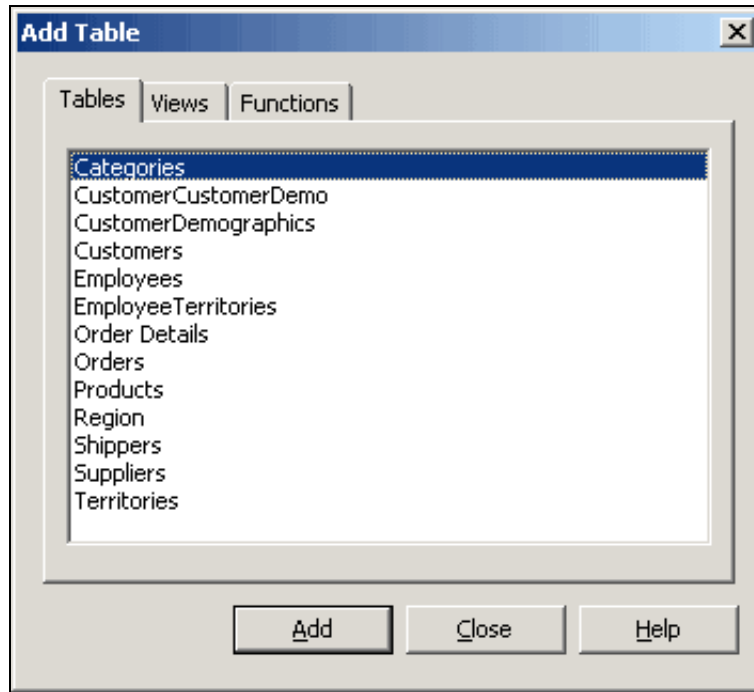 Add Table
Tables Views Functions
Categories
CustomerCustomerDemo
CustomerDemographics
Customers
Employees
EmployeeTerritories
Order Details
Orders
Products
Region
Shippers
Suppliers
Territories
Add Close Help